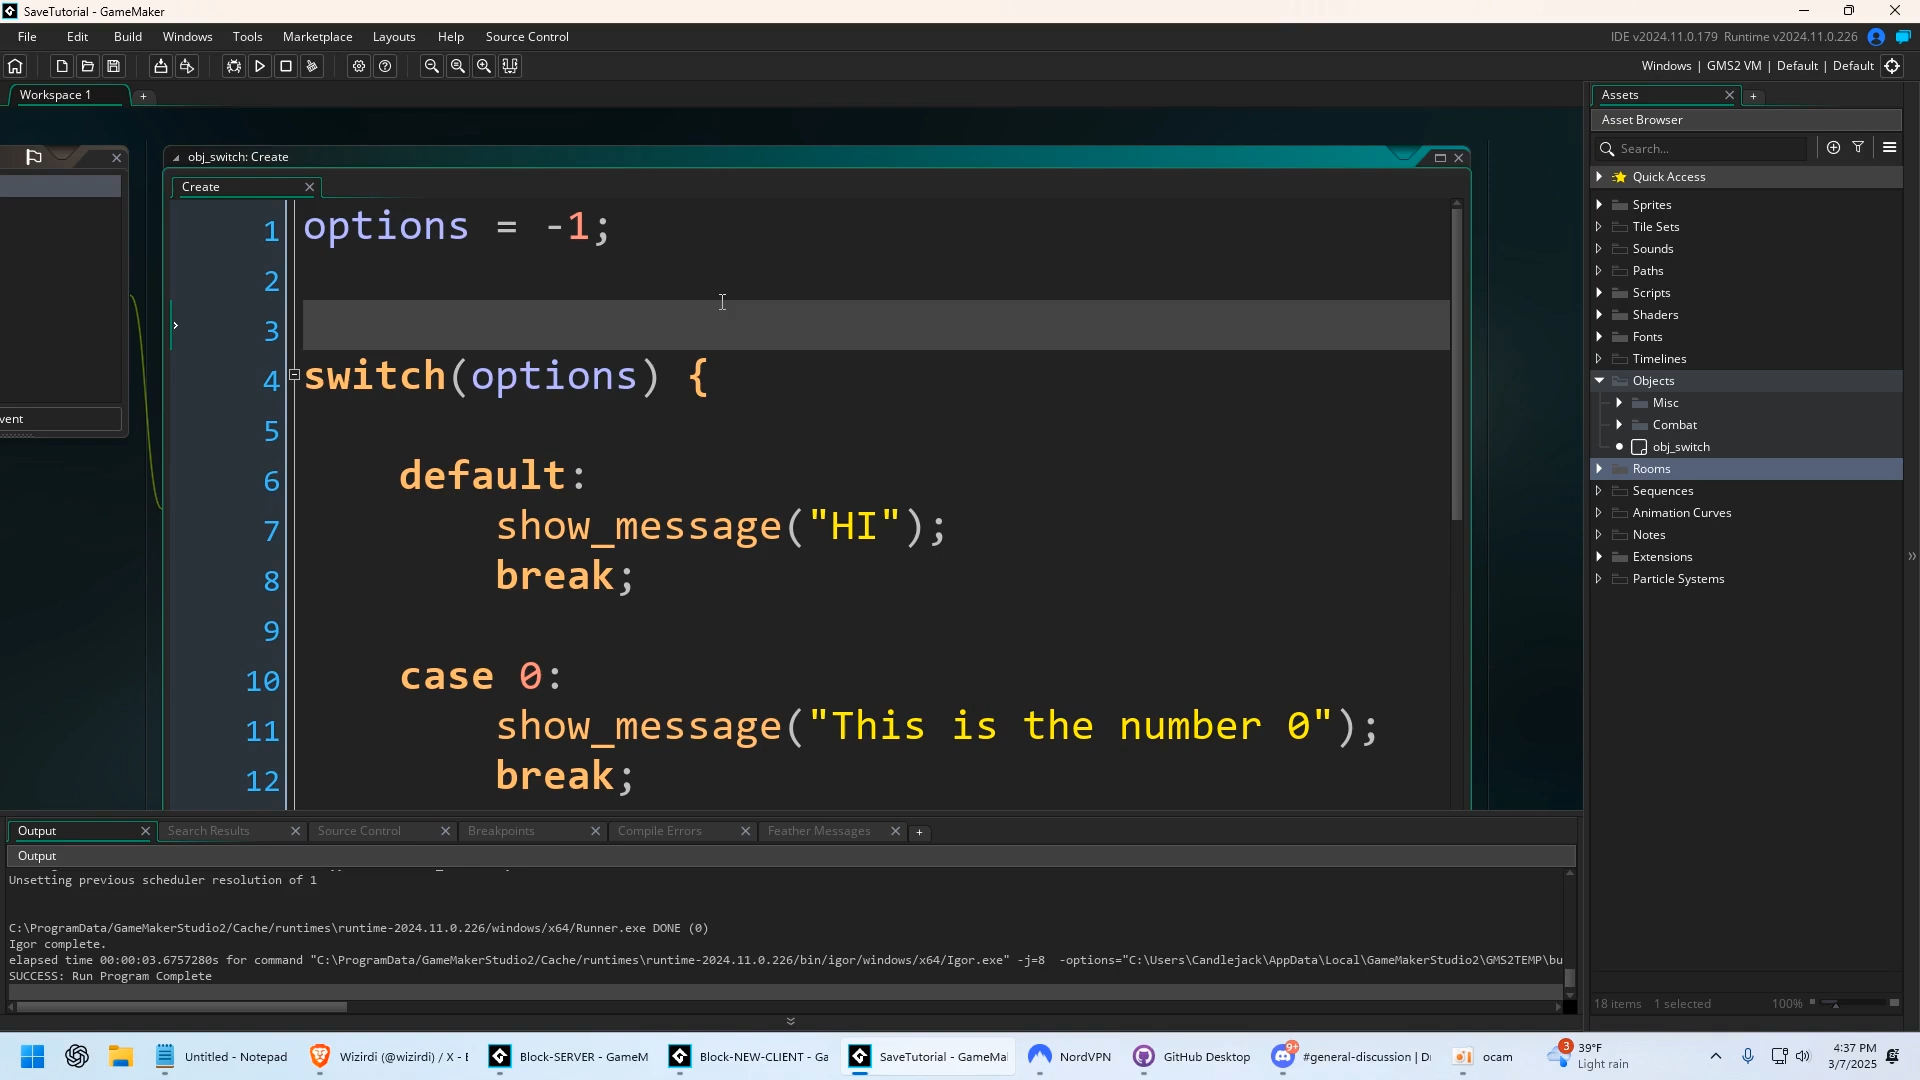 SaveTutorial - GameMaker
File Edit Build Windows Tools Marketplace Layouts Help Source Control
IDE v2024.11.0.179 Runtime v2024.11.0.226
Windows | GMS2 VM | Default | Default
Workspace 1 +
Assets
Asset Browser
Search...
Quick Access
Sprites
Tile Sets
Sounds
Paths
Scripts
Shaders
Fonts
Timelines
Objects
Misc
Combat
obj_switch
Rooms
Sequences
Animation Curves
Notes
Extensions
Particle Systems
18 items 1 selected 100%
vent
obj_switch: Create
Create
1 options = -1;
2
3
4 switch(options) {
5
6 default:
7 show_message("HI");
8 break;
9
10 case 0:
11 show_message("This is the number 0");
12 break;
Output Search Results Source Control Breakpoints Compile Errors Feather Messages +
Output
Unsetting previous scheduler resolution of 1
C:\ProgramData/GameMakerStudio2/Cache/runtimes\runtime-2024.11.0.226/windows/x64/Runner.exe DONE (0)
Igor complete.
elapsed time 00:00:03.6757280s for command "C:\ProgramData/GameMakerStudio2/Cache/runtimes\runtime-2024.11.0.226/bin/igor/windows/x64/Igor.exe" -j=8 -options="C:\Users\Candlejack\AppData\Local\GameMakerStudio2\GMS2TEMP\bu
SUCCESS: Run Program Complete
Untitled - Notepad Wizirdi (@wizirdi) / X - E Block-SERVER - GameM Block-NEW-CLIENT - Ga SaveTutorial - GameMa NordVPN GitHub Desktop 9+ #general-discussion | D ocam 3 39°F
Light rain
4:37 PM
3/7/2025